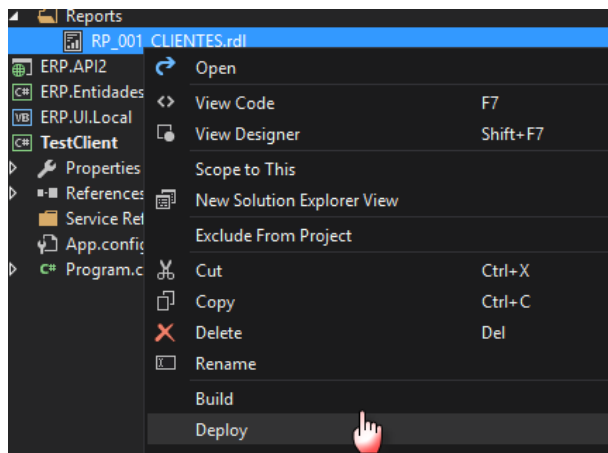 Reports
RP_001_CLIENTES.rdl
ERP.API2
ERP.Entidades
ERP.UI.Local
TestClient
Properties
References
Service Ref
App.config
Program.c
Open
View Code F7
View Designer Shift+F7
Scope to This
New Solution Explorer View
Exclude From Project
Cut Ctrl+X
Copy Ctrl+C
Delete Del
Rename
Build
Deploy